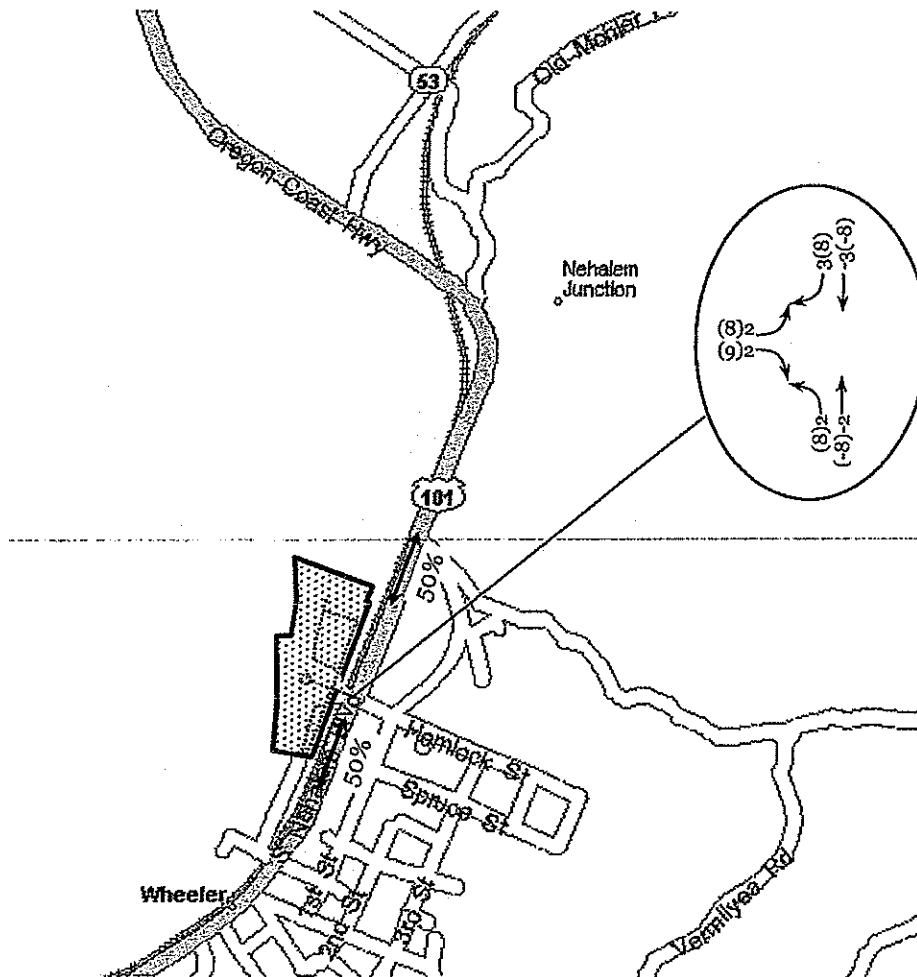 53
Old Mohler
Oregon Coast Hwy
Nehalem
Junction
3(8)
-3(-8)
(8)2
(9)2
(8)2
(-8)-2
101
50%
Hemlock St
50%
Spruce St
Wheeler
1st St
2nd St
3rd St
Vermilyea Rd